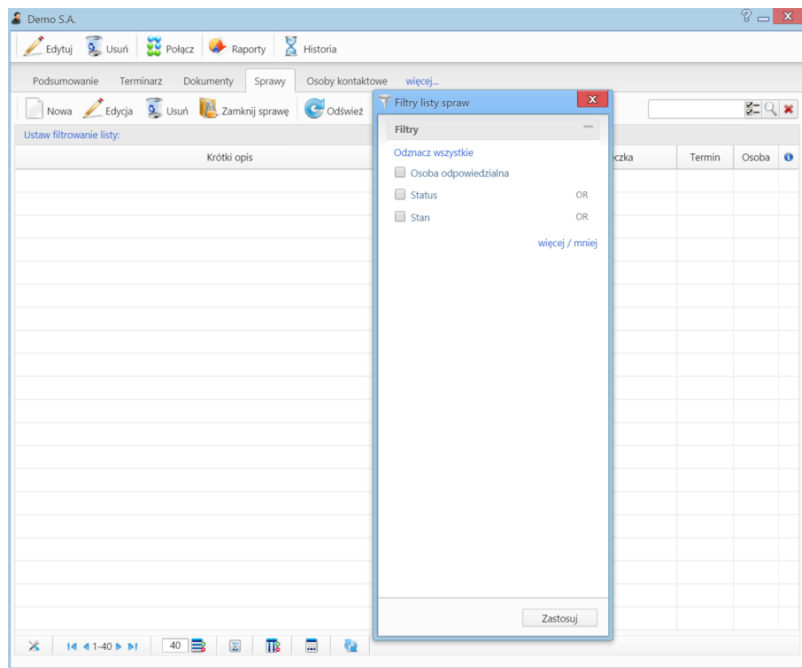 Demo S.A.
Edytuj Usuń Połącz Raporty Historia
Podsumowanie Terminarz Dokumenty Sprawy Osoby kontaktowe więcej...
Nowa Edycja Usuń Zamknij sprawę Odśwież
Ustaw filtrowanie listy:
Krótki opis eczka Termin Osoba
Filtry listy spraw
Filtry
Odznacz wszystkie
Osoba odpowiedzialna
Status OR
Stan OR
więcej / mniej
Zastosuj
1-40 40